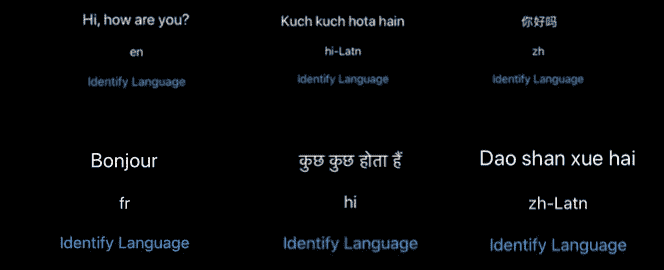 Hi, how are you?
en
Identify Language
Kuch kuch hota hain
hi-Latn
Identify Language
你好吗
zh
Identify Language
Bonjour
fr
Identify Language
कुछ कुछ होता हैं
hi
Identify Language
Dao shan xue hai
zh-Latn
Identify Language